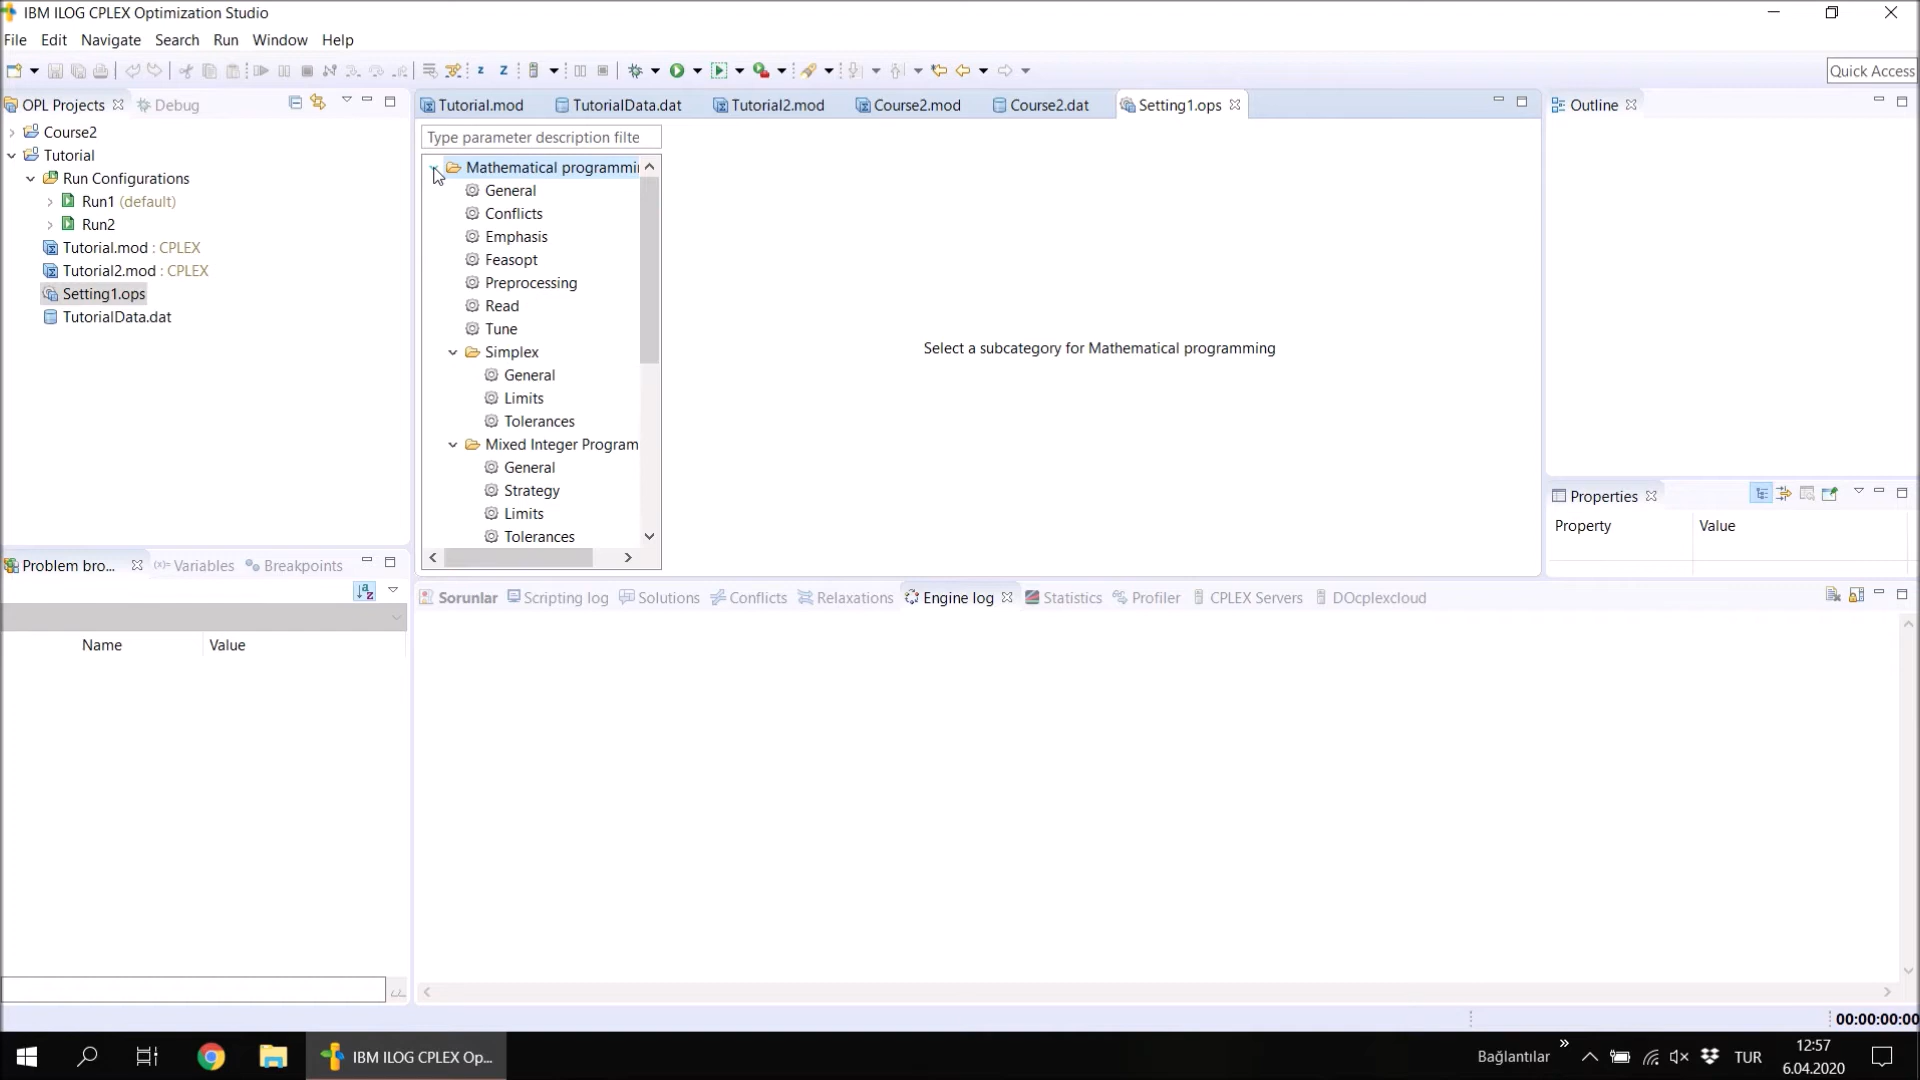 IBM ILOG CPLEX Optimization Studio
File Edit Navigate Search Run Window Help
Quick Access
OPL Projects
Debug
Course2
Tutorial
Run Configurations
Run1 (default)
Run2
Tutorial.mod : CPLEX
Tutorial2.mod : CPLEX
Setting1.ops
TutorialData.dat
Tutorial.mod TutorialData.dat Tutorial2.mod Course2.mod Course2.dat Setting1.ops
Type parameter description filte
Mathematical programmi
General
Conflicts
Emphasis
Feasopt
Preprocessing
Read
Tune
Simplex
General
Limits
Tolerances
Mixed Integer Program
General
Strategy
Limits
Tolerances
Select a subcategory for Mathematical programming
Outline
Properties
Property Value
Problem bro... Variables Breakpoints
Name Value
Sorunlar Scripting log Solutions Conflicts Relaxations Engine log Statistics Profiler CPLEX Servers DOcplexcloud
00:00:00:00
IBM ILOG CPLEX Op...
Bağlantılar
TUR
12:57
6.04.2020